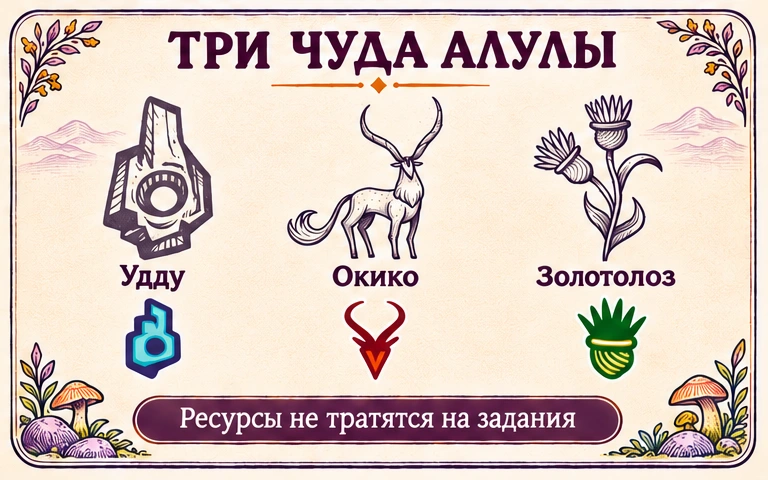 ТРИ ЧУДА АЛУЛЫ
Удду
Окико
Золотолоз
Ресурсы не тратятся на задания